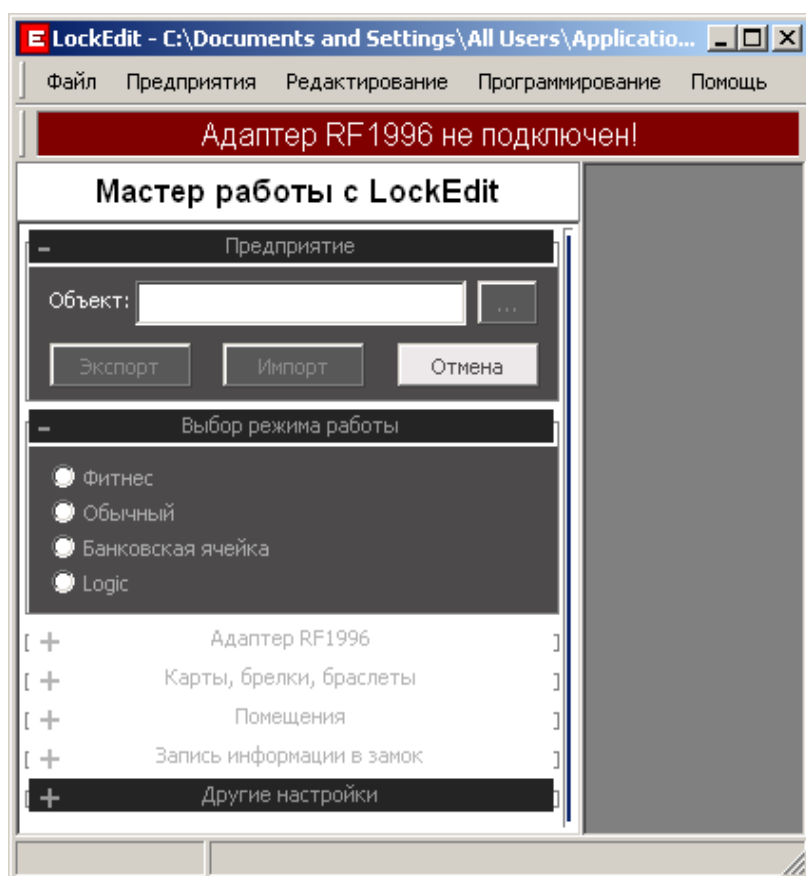 E LockEdit - C:\Documents and Settings\All Users\Applicatio...
Файл Предприятия Редактирование Программирование Помощь
Адаптер RF1996 не подключен!
Мастер работы с LockEdit
Предприятие
Объект: ...
Экспорт Импорт Отмена
Выбор режима работы
Фитнес
Обычный
Банковская ячейка
Logic
Адаптер RF1996
Карты, брелки, браслеты
Помещения
Запись информации в замок
Другие настройки